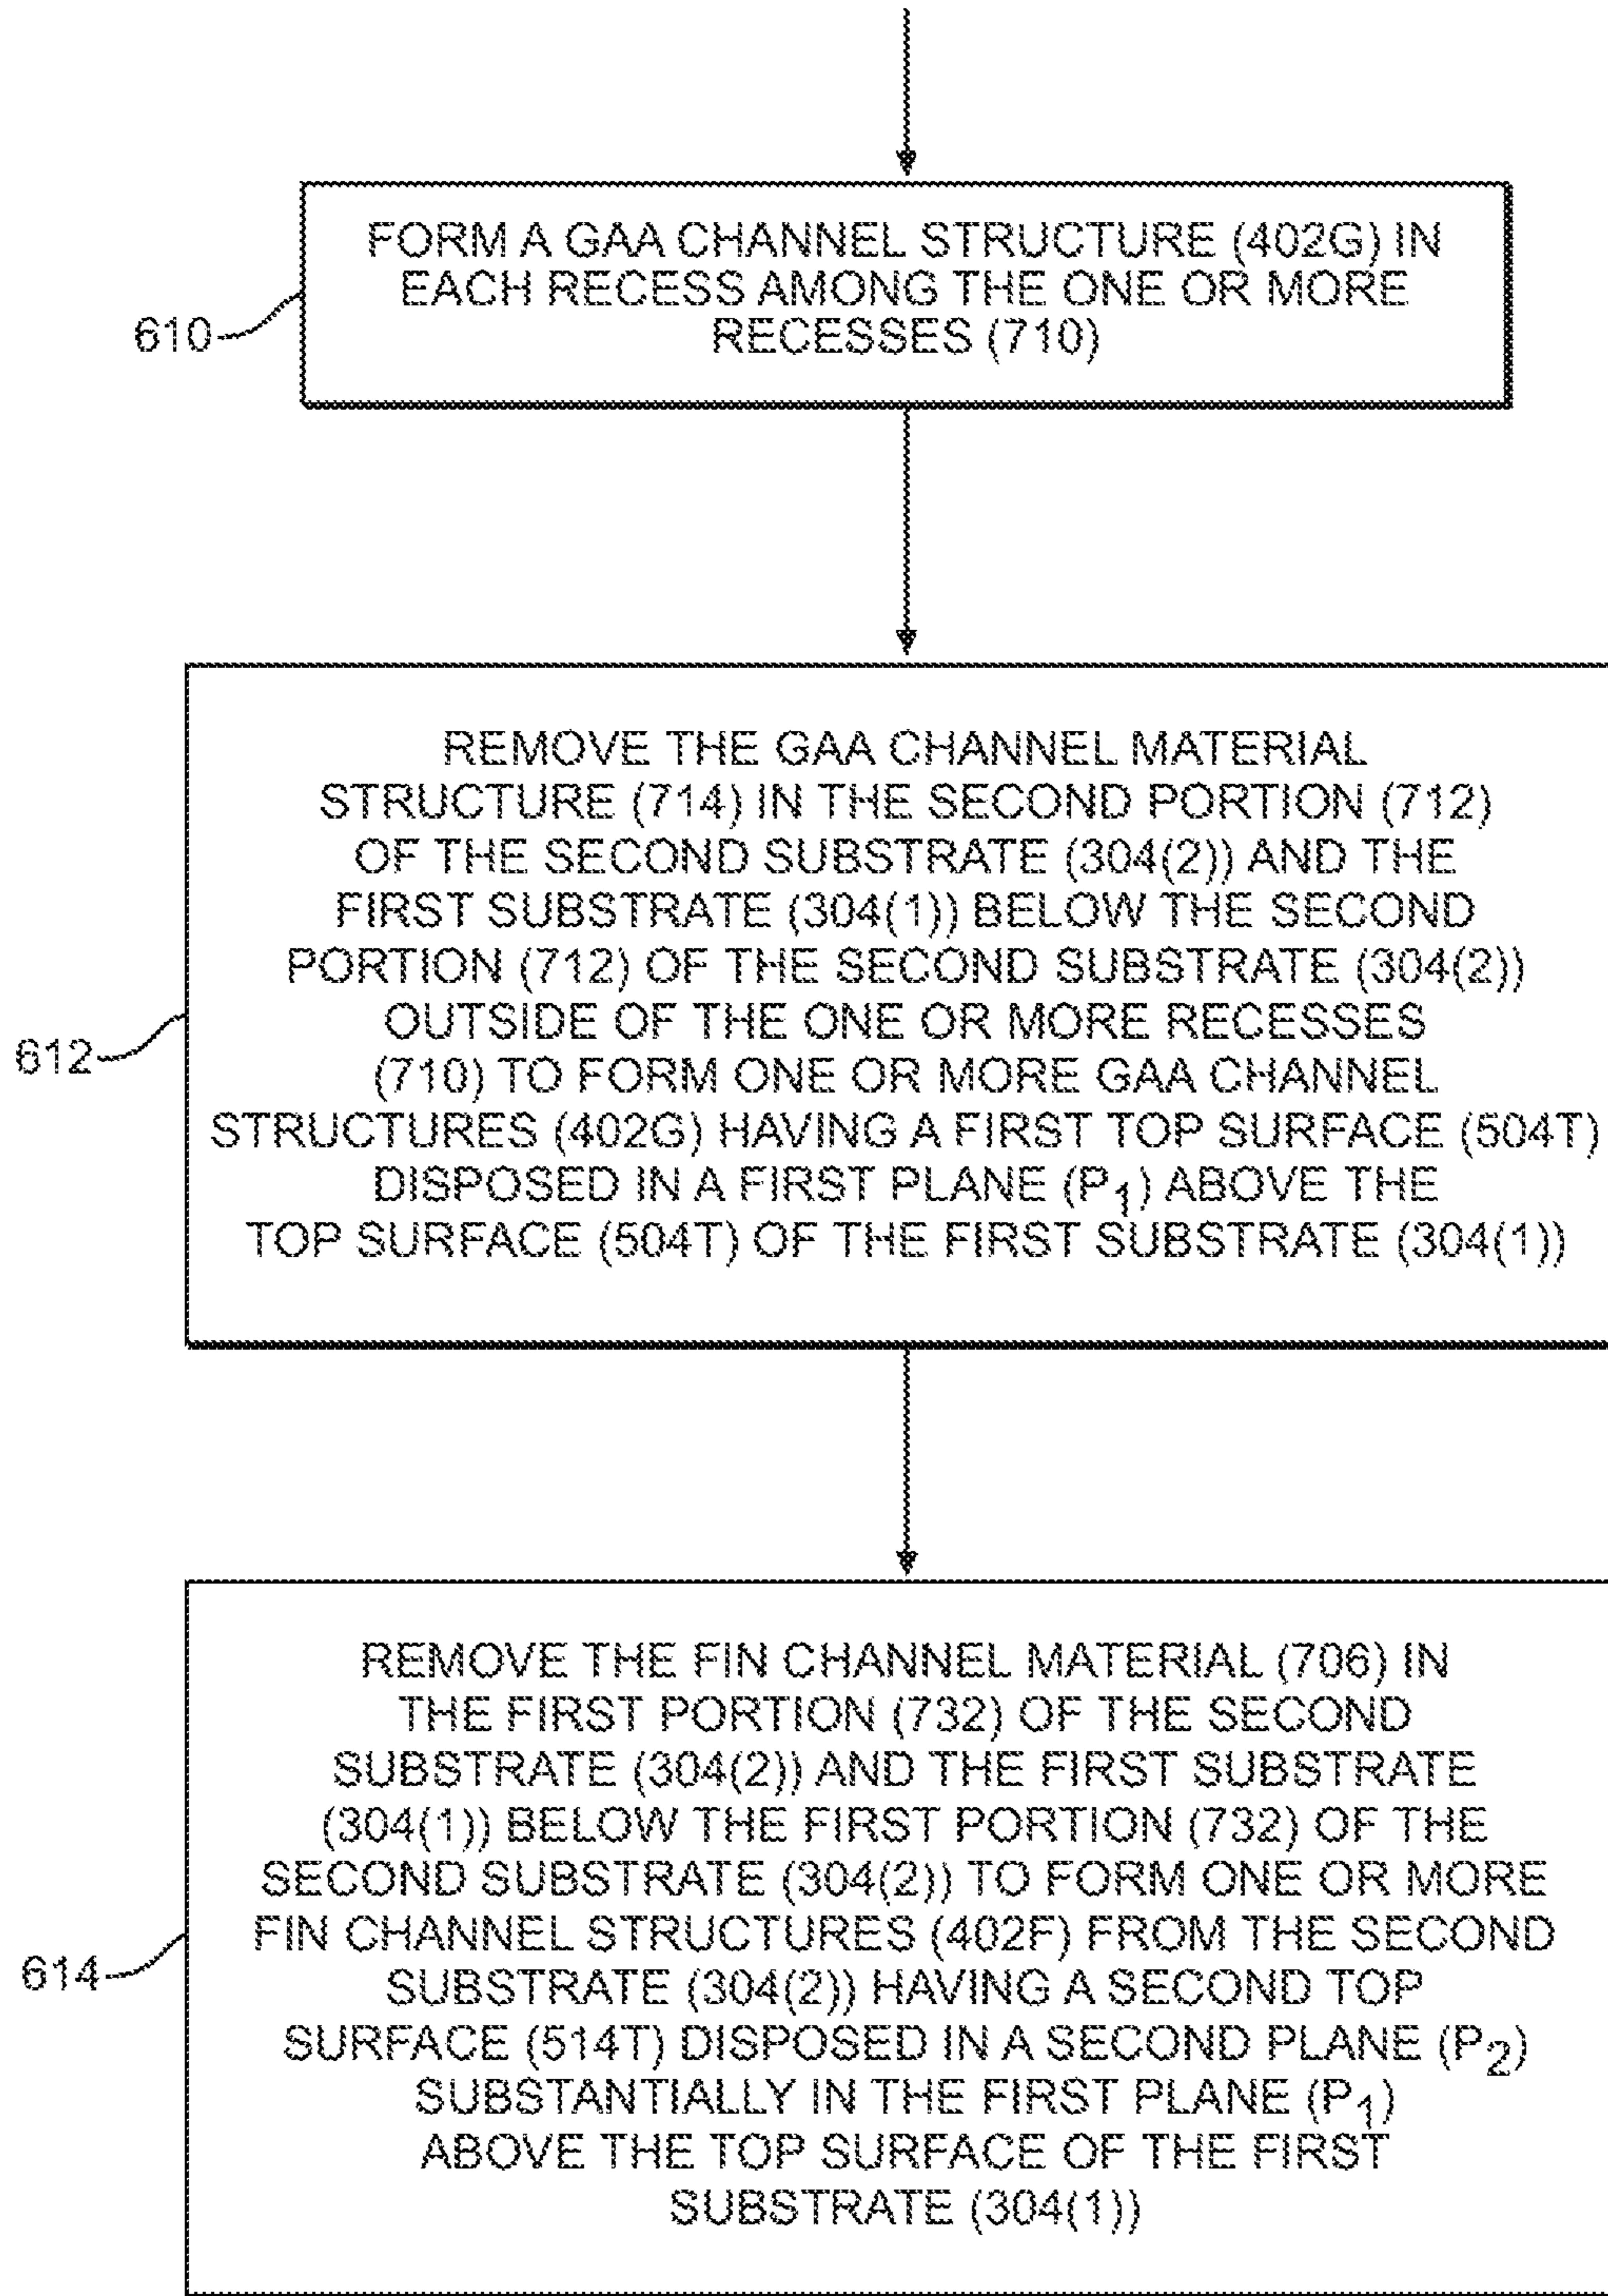 FORM A GAA CHANNEL STRUCTURE (402G) IN
EACH RECESS AMONG THE ONE OR MORE
RECESSES (710)
610
REMOVE THE GAA CHANNEL MATERIAL
STRUCTURE (714) IN THE SECOND PORTION (712)
OF THE SECOND SUBSTRATE (304(2)) AND THE
FIRST SUBSTRATE (304(1)) BELOW THE SECOND
PORTION (712) OF THE SECOND SUBSTRATE (304(2))
OUTSIDE OF THE ONE OR MORE RECESSES
(710) TO FORM ONE OR MORE GAA CHANNEL
STRUCTURES (402G) HAVING A FIRST TOP SURFACE (504T)
DISPOSED IN A FIRST PLANE (P₁) ABOVE THE
TOP SURFACE (504T) OF THE FIRST SUBSTRATE (304(1))
612
REMOVE THE FIN CHANNEL MATERIAL (706) IN
THE FIRST PORTION (732) OF THE SECOND
SUBSTRATE (304(2)) AND THE FIRST SUBSTRATE
(304(1)) BELOW THE FIRST PORTION (732) OF THE
SECOND SUBSTRATE (304(2)) TO FORM ONE OR MORE
FIN CHANNEL STRUCTURES (402F) FROM THE SECOND
SUBSTRATE (304(2)) HAVING A SECOND TOP
SURFACE (514T) DISPOSED IN A SECOND PLANE (P₂)
SUBSTANTIALLY IN THE FIRST PLANE (P₁)
ABOVE THE TOP SURFACE OF THE FIRST
SUBSTRATE (304(1))
614